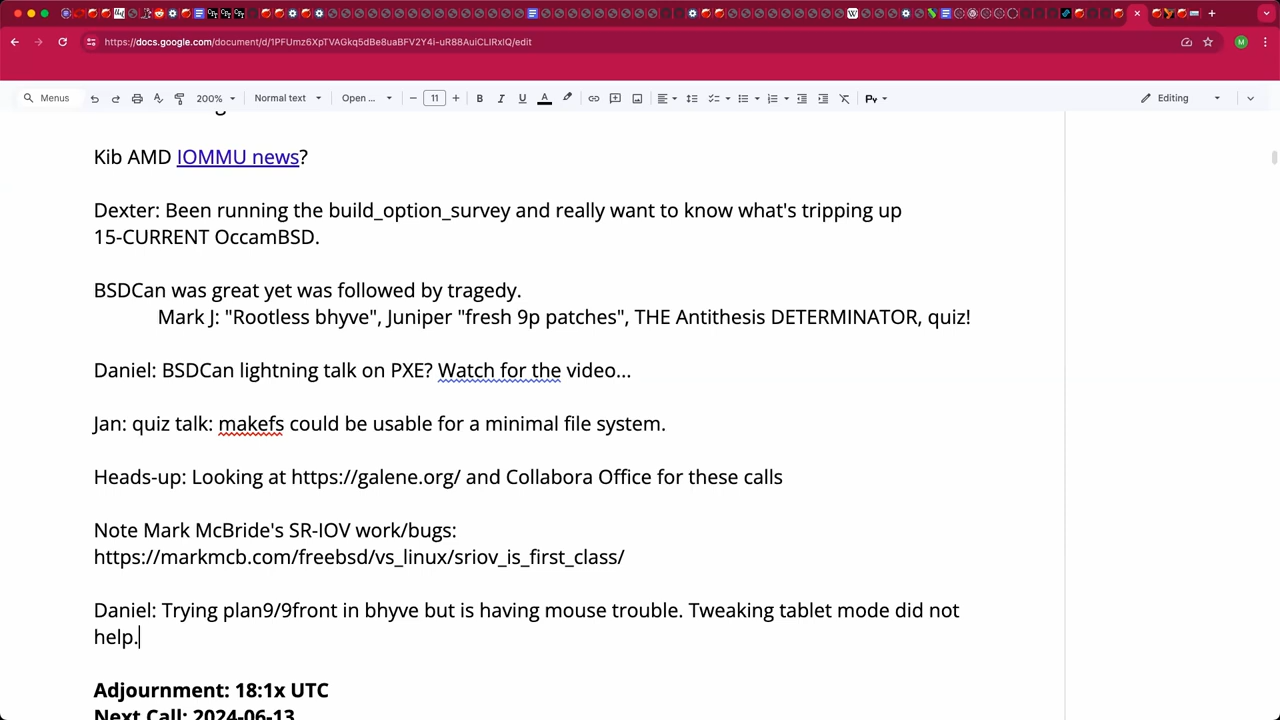 https://docs.google.com/document/d/1PFUmz6XpTVAGkq5dBe8uaBFV2Y4i-uR88AuiCLIRxIQ/edit
M
Menus
200%
Normal text
Open ...
11
B
I
U
A
Editing
Kib AMD IOMMU news?
Dexter: Been running the build_option_survey and really want to know what's tripping up
15-CURRENT OccamBSD.
BSDCan was great yet was followed by tragedy.
Mark J: "Rootless bhyve", Juniper "fresh 9p patches", THE Antithesis DETERMINATOR, quiz!
Daniel: BSDCan lightning talk on PXE? Watch for the video...
Jan: quiz talk: makefs could be usable for a minimal file system.
Heads-up: Looking at https://galene.org/ and Collabora Office for these calls
Note Mark McBride's SR-IOV work/bugs:
https://markmcb.com/freebsd/vs_linux/sriov_is_first_class/
Daniel: Trying plan9/9front in bhyve but is having mouse trouble. Tweaking tablet mode did not
help.
Adjournment: 18:1x UTC
Next Call: 2024-06-13